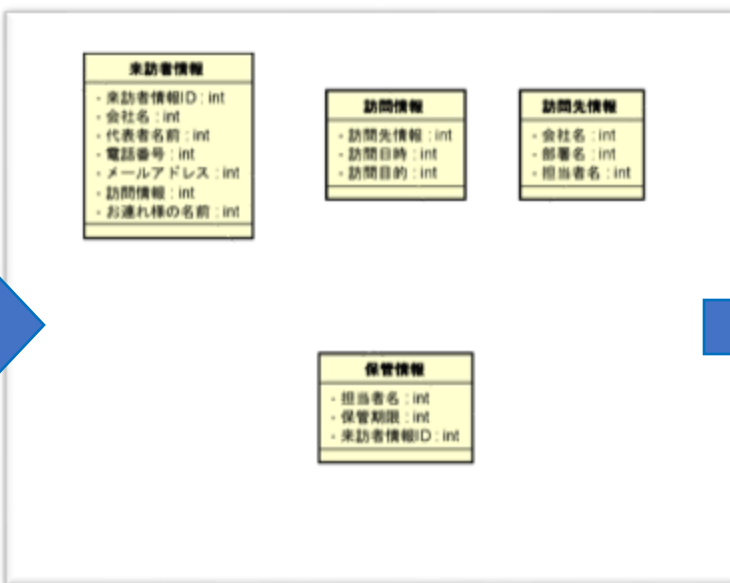 来訪者情報
- 来訪者情報ID : int
- 会社名 : int
- 代表者名前 : int
- 電話番号 : int
- メールアドレス : int
- 訪問情報 : int
- お連れ様の名前 : int
訪問情報
- 訪問先情報 : int
- 訪問日時 : int
- 訪問目的 : int
訪問先情報
- 会社名 : int
- 部署名 : int
- 担当者名 : int
保管情報
- 担当者名 : int
- 保管期限 : int
- 来訪者情報ID : int